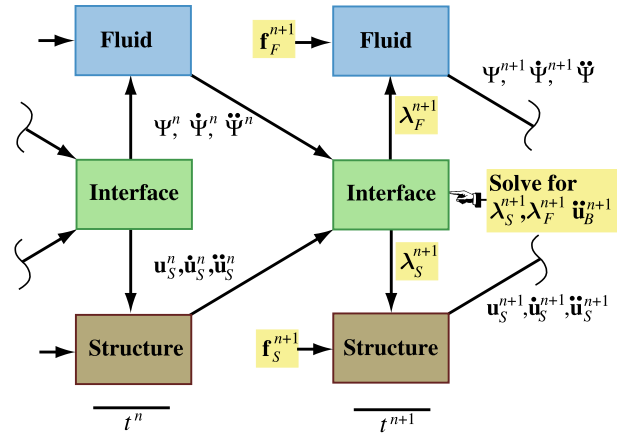 Fluid
f_F^{n+1}
Fluid
Ψ,^n Ψ̇,^n Ψ̈^n
λ_F^{n+1}
Ψ,^{n+1} Ψ̇,^{n+1} Ψ̈
Interface
Interface
Solve for
λ_S^{n+1},λ_F^{n+1} ü_B^{n+1}
u_S^n,u̇_S^n,ü_S^n
λ_S^{n+1}
u_S^{n+1},u̇_S^{n+1},ü_S^{n+1}
Structure
f_S^{n+1}
Structure
t^n
t^{n+1}